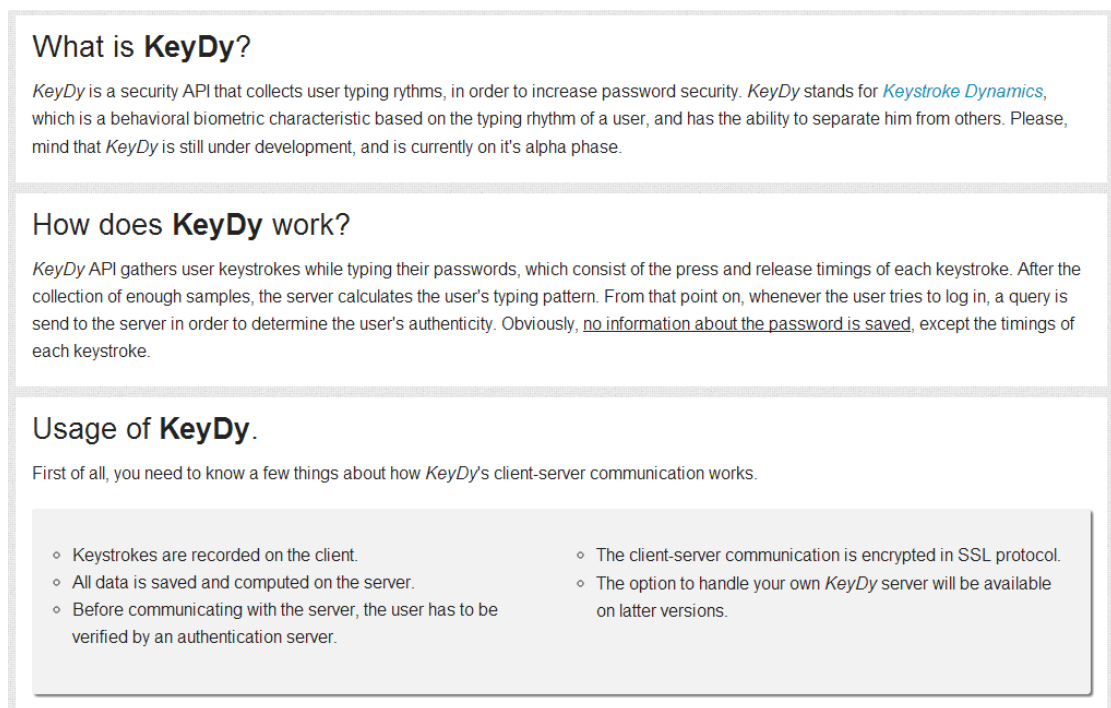 What is KeyDy?
KeyDy is a security API that collects user typing rythms, in order to increase password security. KeyDy stands for Keystroke Dynamics,
which is a behavioral biometric characteristic based on the typing rhythm of a user, and has the ability to separate him from others. Please,
mind that KeyDy is still under development, and is currently on it's alpha phase.
How does KeyDy work?
KeyDy API gathers user keystrokes while typing their passwords, which consist of the press and release timings of each keystroke. After the
collection of enough samples, the server calculates the user's typing pattern. From that point on, whenever the user tries to log in, a query is
send to the server in order to determine the user's authenticity. Obviously, no information about the password is saved, except the timings of
each keystroke.
Usage of KeyDy.
First of all, you need to know a few things about how KeyDy's client-server communication works.
Keystrokes are recorded on the client.
All data is saved and computed on the server.
Before communicating with the server, the user has to be
verified by an authentication server.
The client-server communication is encrypted in SSL protocol.
The option to handle your own KeyDy server will be available
on latter versions.